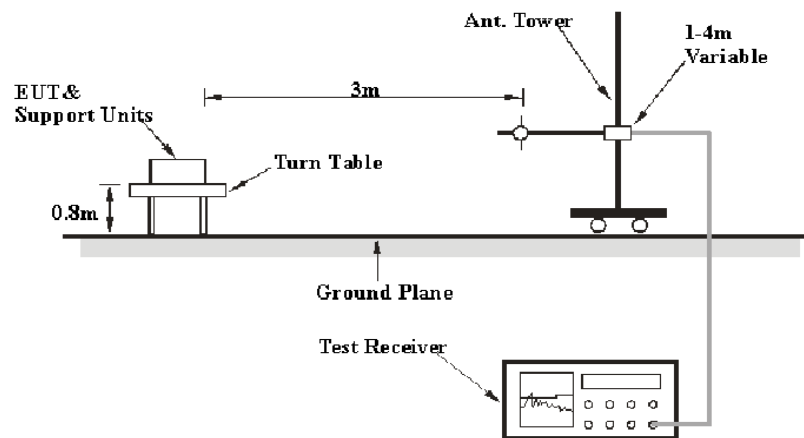 Ant. Tower
1-4m
Variable
3m
EUT&
Support Units
Turn Table
0.8m
Ground Plane
Test Receiver